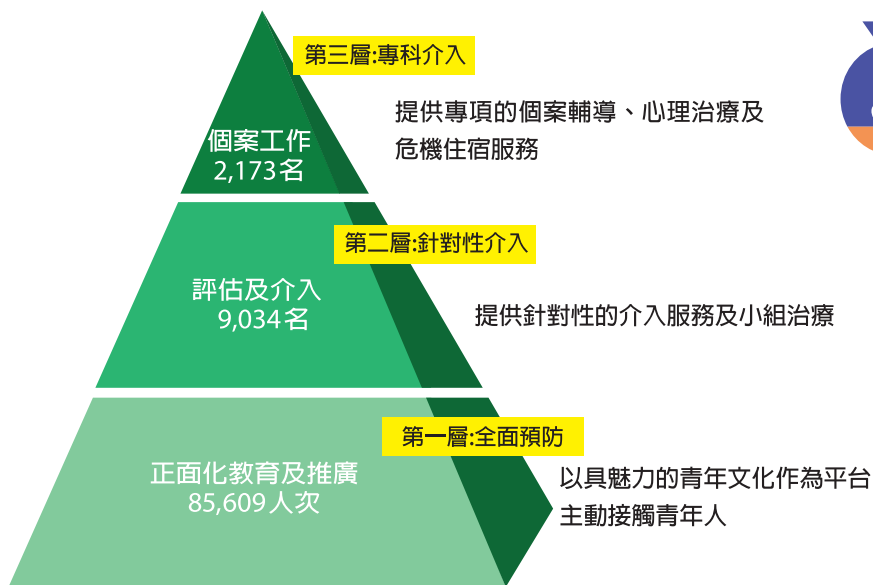 第三層:專科介入
提供專項的個案輔導、心理治療及
危機住宿服務
個案工作
2,173名
第二層:針對性介入
評估及介入
9,034名
提供針對性的介入服務及小組治療
第一層:全面預防
正面化教育及推廣
85,609人次
以具魅力的青年文化作為平台
主動接觸青年人